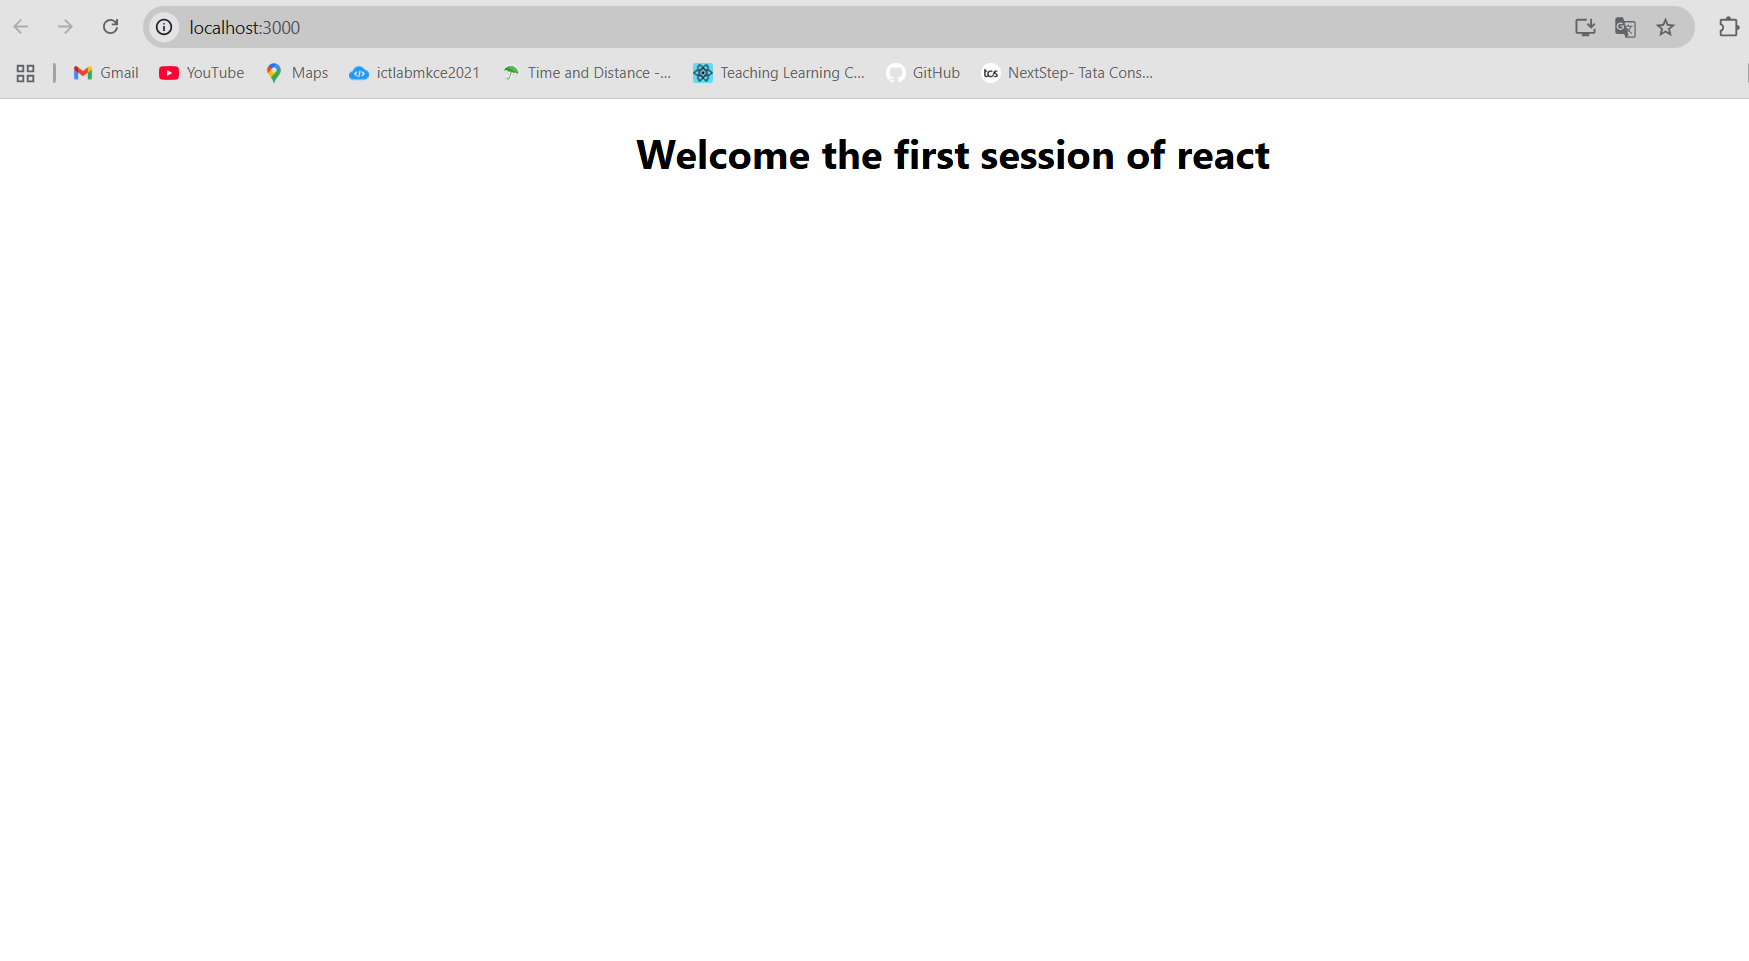 localhost:3000
Gmail YouTube Maps ictlabmkce2021 Time and Distance -... Teaching Learning C... GitHub tcs NextStep- Tata Cons...
Welcome the first session of react